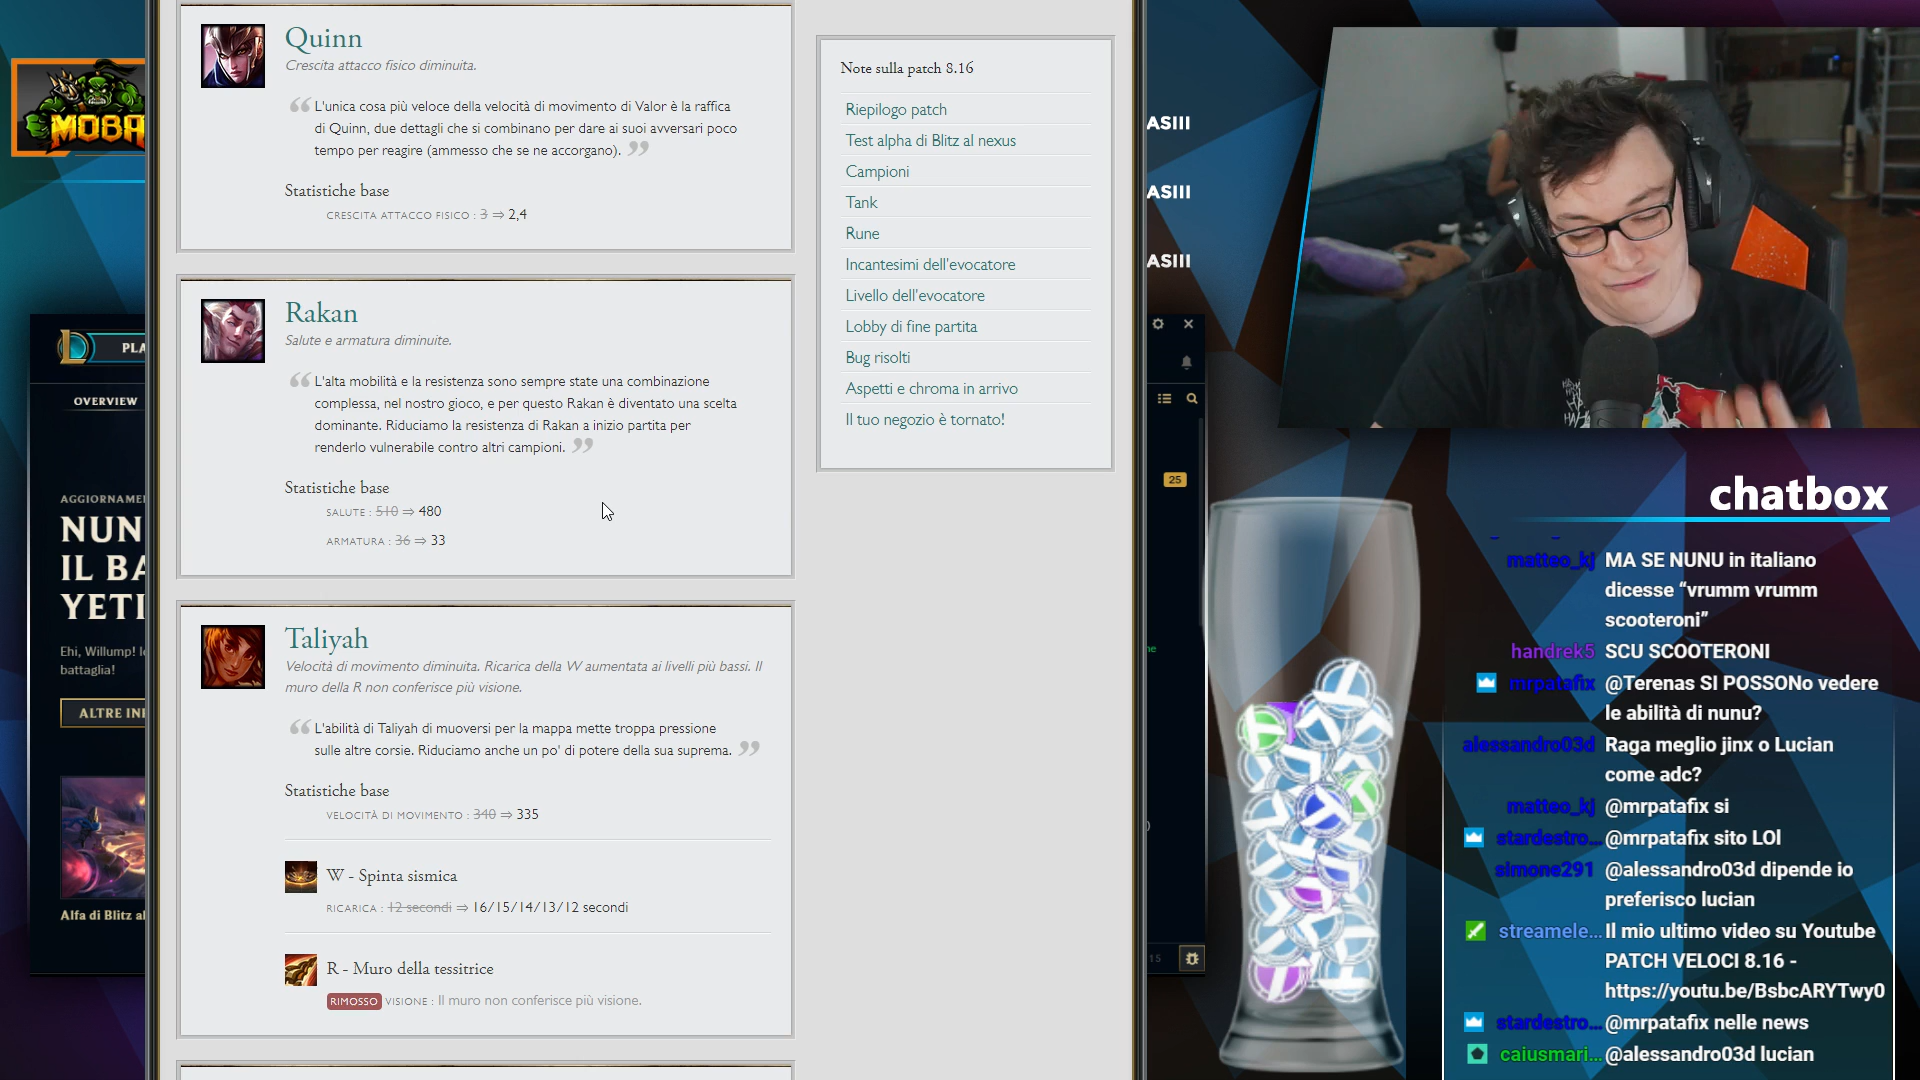 Quinn
Crescita attacco fisico diminuita.
L'unica cosa più veloce della velocità di movimento di Valor è la raffica
di Quinn, due dettagli che si combinano per dare ai suoi avversari poco
tempo per reagire (ammesso che se ne accorgano).
Statistiche base
CRESCITA ATTACCO FISICO : 3 ⇒ 2,4
Rakan
Salute e armatura diminuite.
L'alta mobilità e la resistenza sono sempre state una combinazione
complessa, nel nostro gioco, e per questo Rakan è diventato una scelta
dominante. Riduciamo la resistenza di Rakan a inizio partita per
renderlo vulnerabile contro altri campioni.
Statistiche base
SALUTE : 510 ⇒ 480
ARMATURA : 36 ⇒ 33
Taliyah
Velocità di movimento diminuita. Ricarica della W aumentata ai livelli più bassi. Il
muro della R non conferisce più visione.
L'abilità di Taliyah di muoversi per la mappa mette troppa pressione
sulle altre corsie. Riduciamo anche un po' di potere della sua suprema.
Statistiche base
VELOCITÀ DI MOVIMENTO : 340 ⇒ 335
W - Spinta sismica
RICARICA : 12 secondi ⇒ 16/15/14/13/12 secondi
R - Muro della tessitrice
RIMOSSO VISIONE : Il muro non conferisce più visione.
Note sulla patch 8.16
Riepilogo patch
Test alpha di Blitz al nexus
Campioni
Tank
Rune
Incantesimi dell'evocatore
Livello dell'evocatore
Lobby di fine partita
Bug risolti
Aspetti e chroma in arrivo
Il tuo negozio è tornato!
MOBA
PLA
OVERVIEW
AGGIORNAME
NUN
IL BA
YETI
Ehi, Willump! I
battaglia!
ALTRE IN
Alfa di Blitz al
ASIII
ASIII
ASIII
25
ne
15
chatbox
matteo_kj MA SE NUNU in italiano
dicesse “vrumm vrumm
scooteroni”
handrek5 SCU SCOOTERONI
mrpatafix @Terenas SI POSSONo vedere
le abilità di nunu?
alessandro03d Raga meglio jinx o Lucian
come adc?
matteo_kj @mrpatafix si
stardestro... @mrpatafix sito LOl
simone291 @alessandro03d dipende io
preferisco lucian
streamele... Il mio ultimo video su Youtube
PATCH VELOCI 8.16 -
https://youtu.be/BsbcARYTwy0
stardestro... @mrpatafix nelle news
caiusmari... @alessandro03d lucian